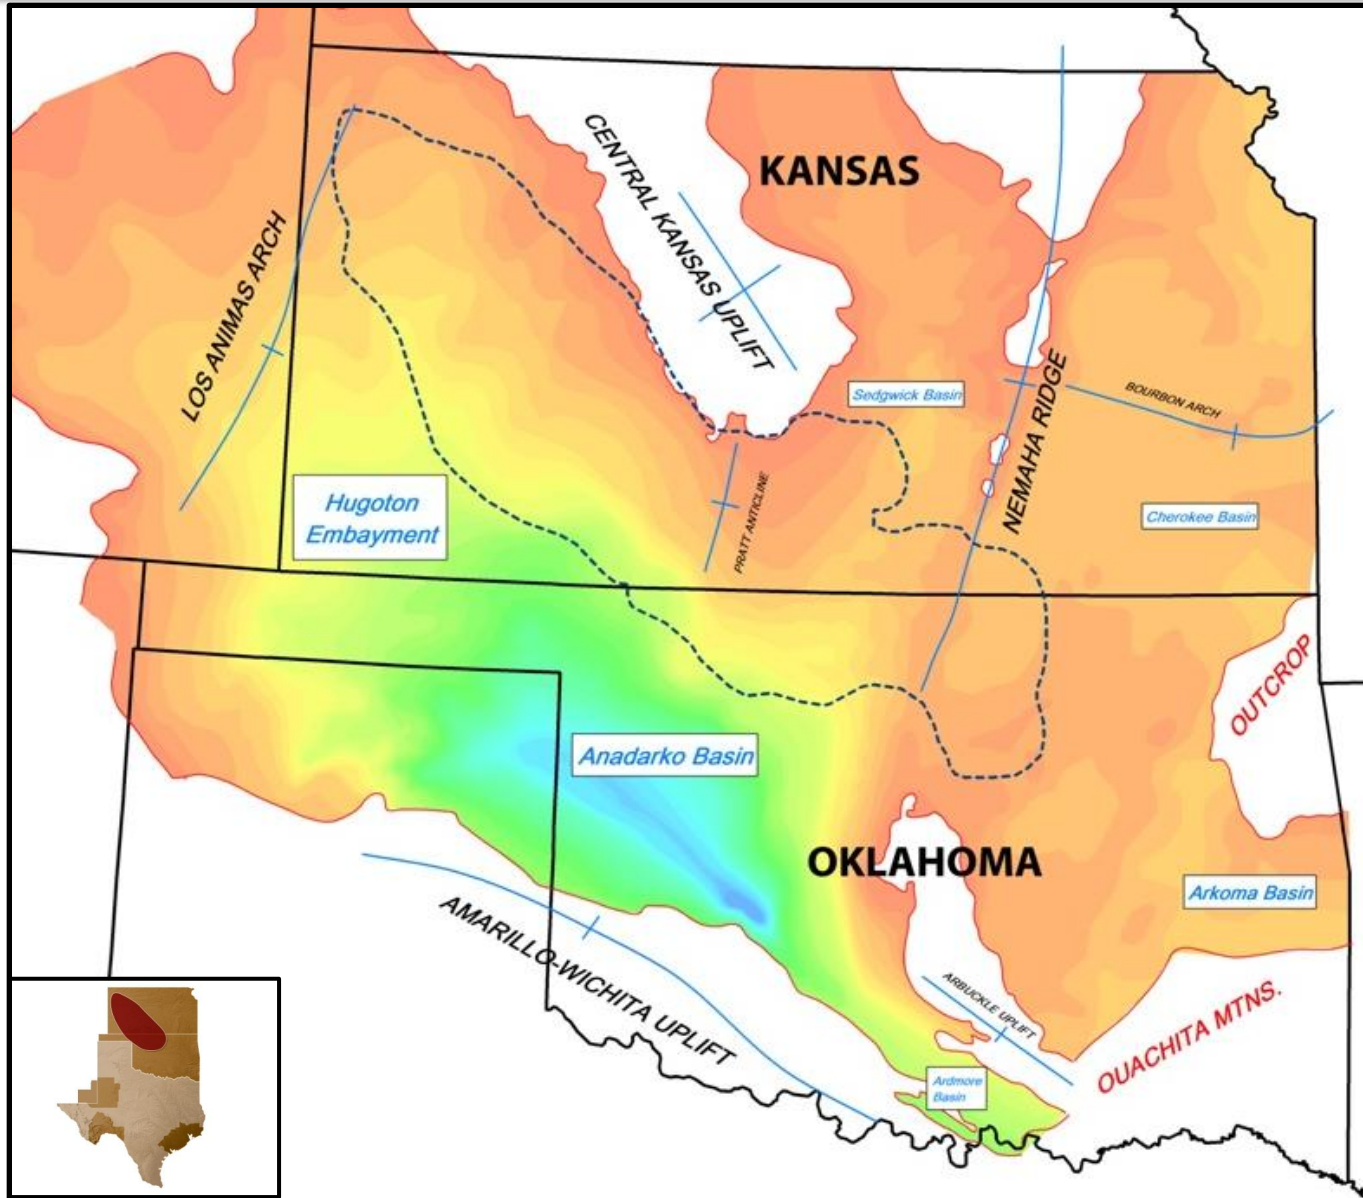 KANSAS
CENTRAL KANSAS UPLIFT
LOS ANIMAS ARCH
Sedgwick Basin
NEMAHA RIDGE
BOURBON ARCH
Hugoton
Embayment
PRATT ANTICLINE
Cherokee Basin
OUTCROP
Anadarko Basin
OKLAHOMA
Arkoma Basin
AMARILLO-WICHITA UPLIFT
ARBUCKLE UPLIFT
OUACHITA MTNS.
Ardmore
Basin